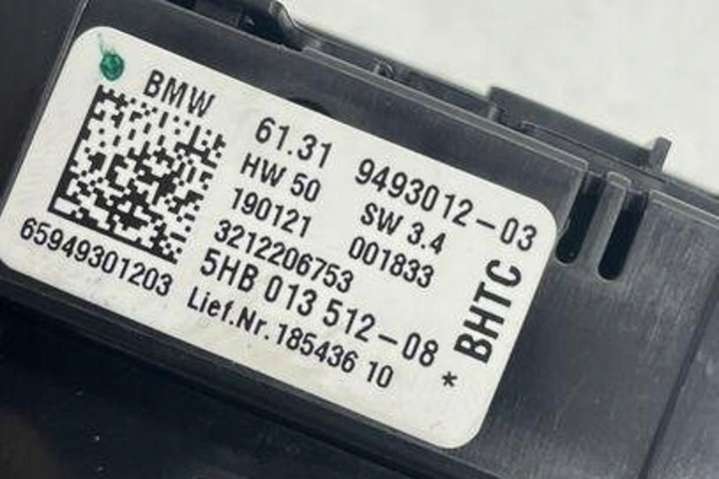 BMW 61.31 9493012-03
HW 50 SW 3.4
190121 001833
3212206753
5HB 013 512-08 *
Lief.Nr.185436 10
65949301203
BHTC